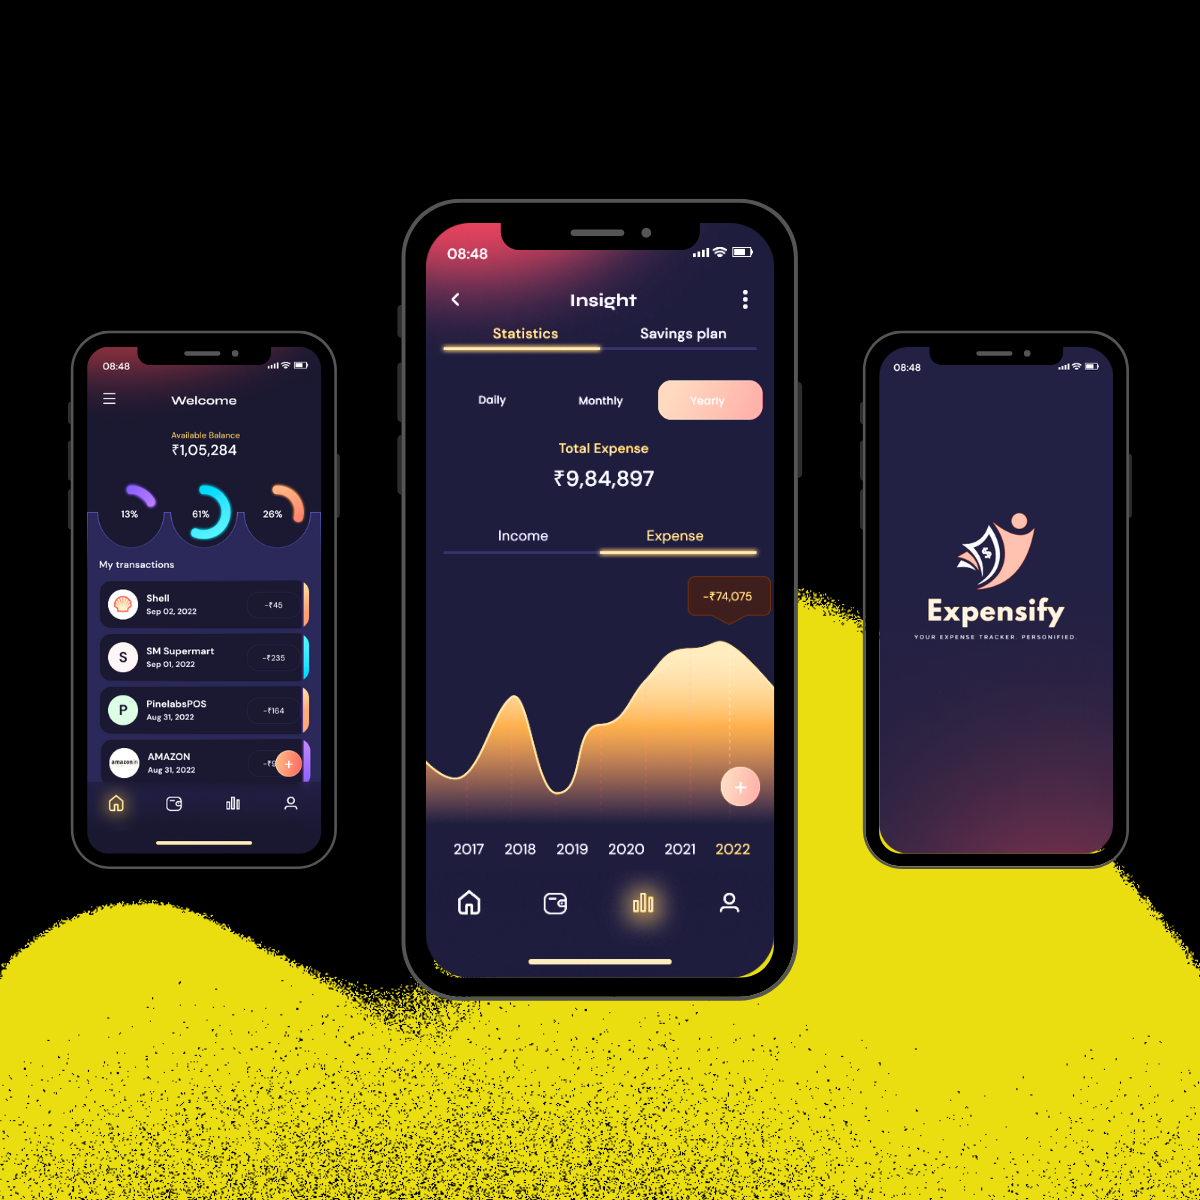 08:48
Welcome
Available Balance
₹1,05,284
13%
61%
26%
My transactions
Shell
Sep 02, 2022
-₹45
S
SM Supermart
Sep 01, 2022
-₹235
P
PinelabsPOS
Aug 31, 2022
-₹164
amazon
AMAZON
Aug 31, 2022
+
08:48
Insight
Statistics Savings plan
Daily Monthly Yearly
Total Expense
₹9,84,897
Income Expense
-₹74,075
+
2017 2018 2019 2020 2021 2022
08:48
$
Expensify
YOUR EXPENSE TRACKER. PERSONIFIED.